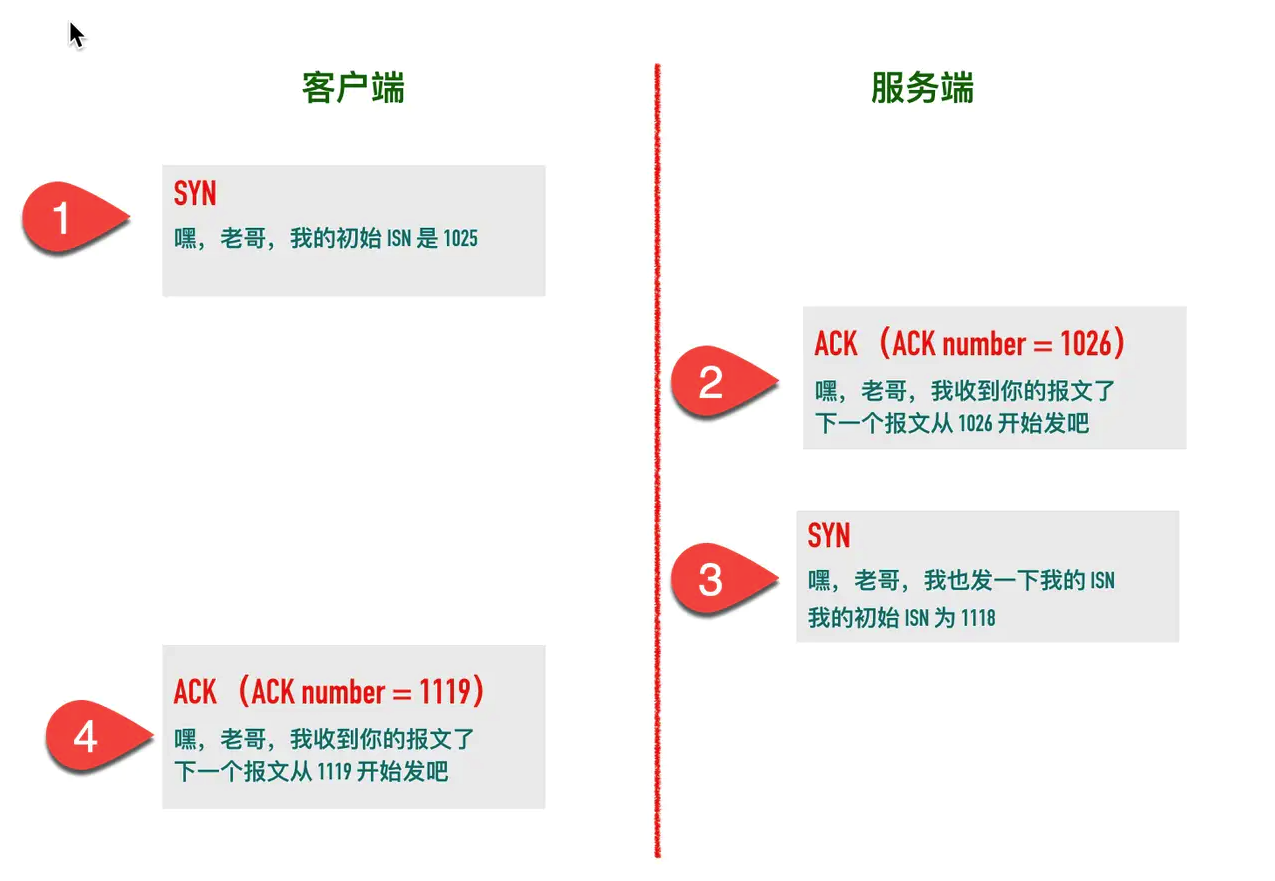 客户端
服务端
1
SYN
嘿，老哥，我的初始 ISN 是 1025
2
ACK （ACK number = 1026）
嘿，老哥，我收到你的报文了
下一个报文从 1026 开始发吧
3
SYN
嘿，老哥，我也发一下我的 ISN
我的初始 ISN 为 1118
4
ACK （ACK number = 1119）
嘿，老哥，我收到你的报文了
下一个报文从 1119 开始发吧